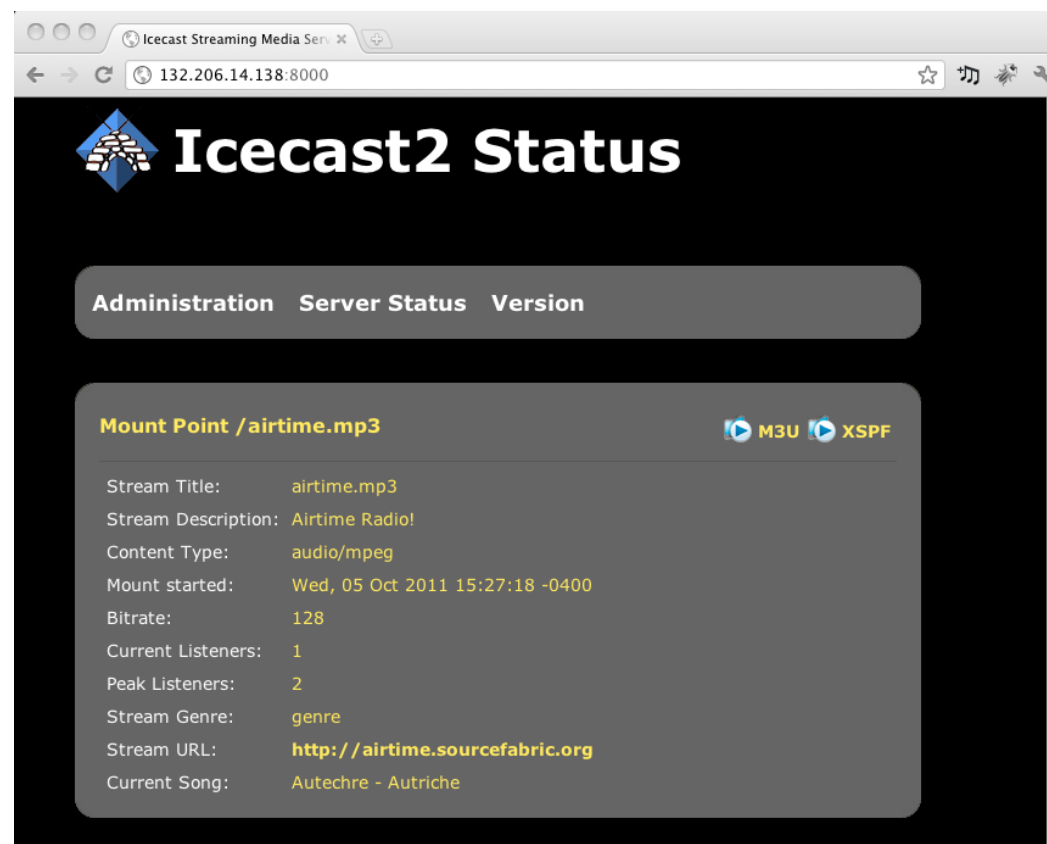 Icecast Streaming Media Serv
132.206.14.138:8000
Icecast2 Status
Administration Server Status Version
Mount Point /airtime.mp3 M3U XSPF
Stream Title: airtime.mp3
Stream Description: Airtime Radio!
Content Type: audio/mpeg
Mount started: Wed, 05 Oct 2011 15:27:18 -0400
Bitrate: 128
Current Listeners: 1
Peak Listeners: 2
Stream Genre: genre
Stream URL: http://airtime.sourcefabric.org
Current Song: Autechre - Autriche